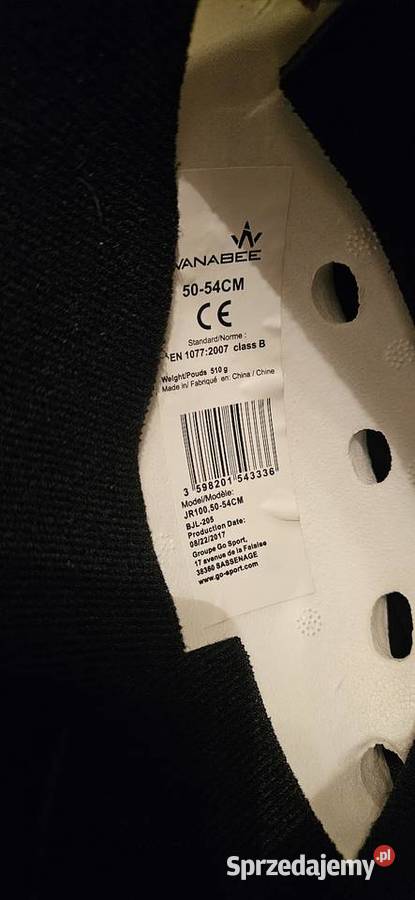 WANABEE
50-54CM
CE
Standard/Norme :
EN 1077:2007 class B
Weight/Pouds 510 g
Made in/ Fabriqué en: China / Chine
3 598201 543336
Model/Modèle:
JR100,50-54CM
BJL-205
Production Date:
08/22/2017
Groupe Go Sport,
17 avenue de la Falaise
38360 SASSENAGE
www.go-sport.com
Sprzedajemy.pl